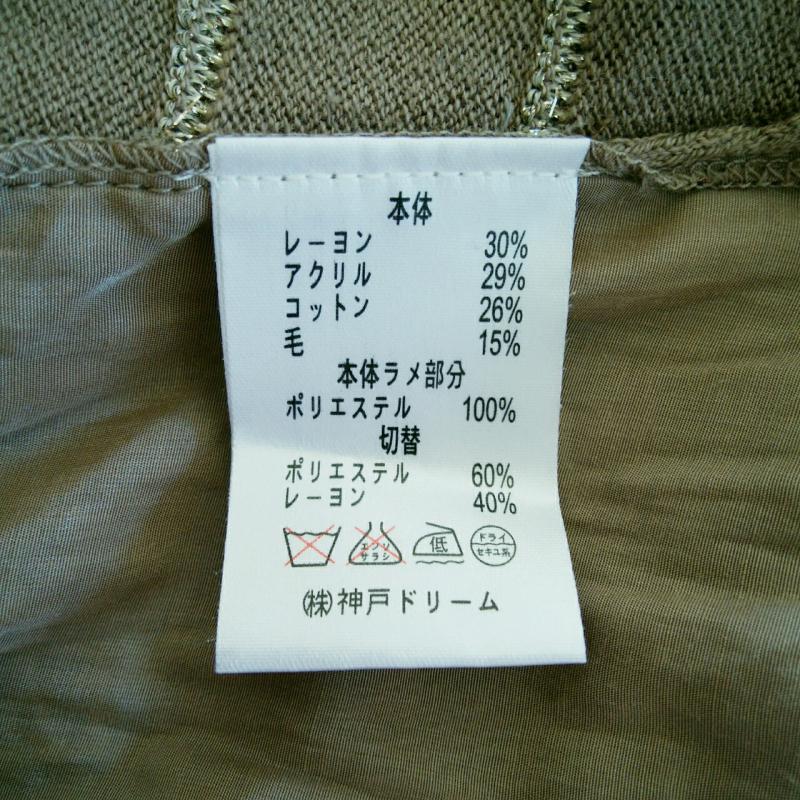 本体
レーヨン 30%
アクリル 29%
コットン 26%
毛 15%
本体ラメ部分
ポリエステル 100%
切替
ポリエステル 60%
レーヨン 40%
エンソ
サラシ
低
ドライ
セキユ系
㈱神戸ドリーム